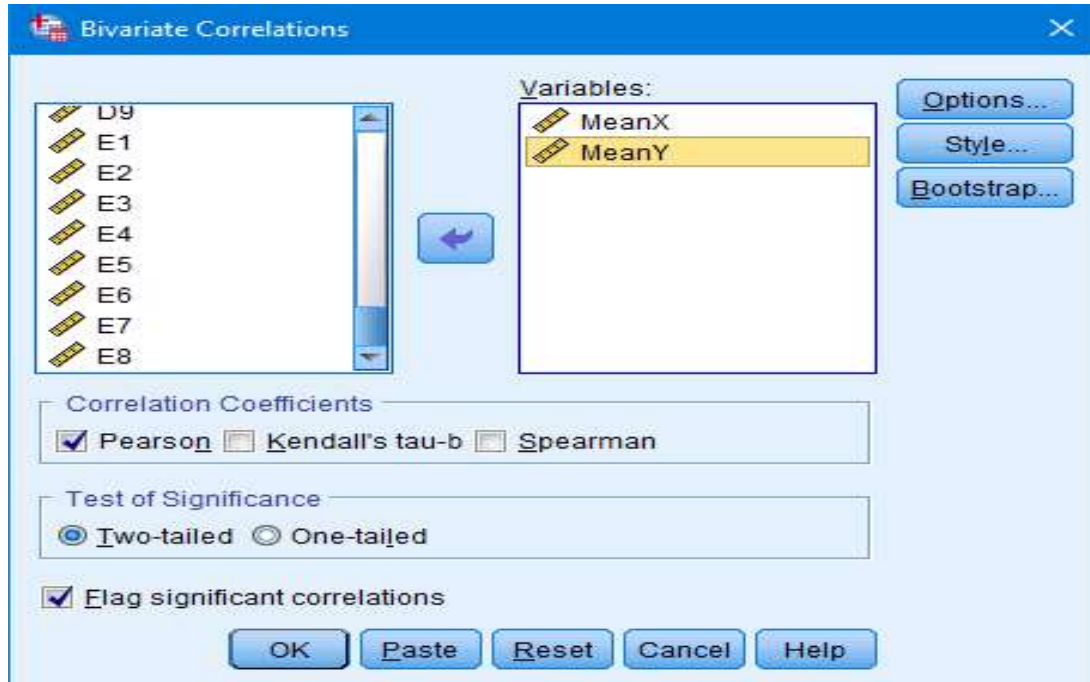 Bivariate Correlations
D9
E1
E2
E3
E4
E5
E6
E7
E8
Variables:
MeanX
MeanY
Options...
Style...
Bootstrap...
Correlation Coefficients
Pearson Kendall's tau-b Spearman
Test of Significance
Two-tailed One-tailed
Flag significant correlations
OK Paste Reset Cancel Help